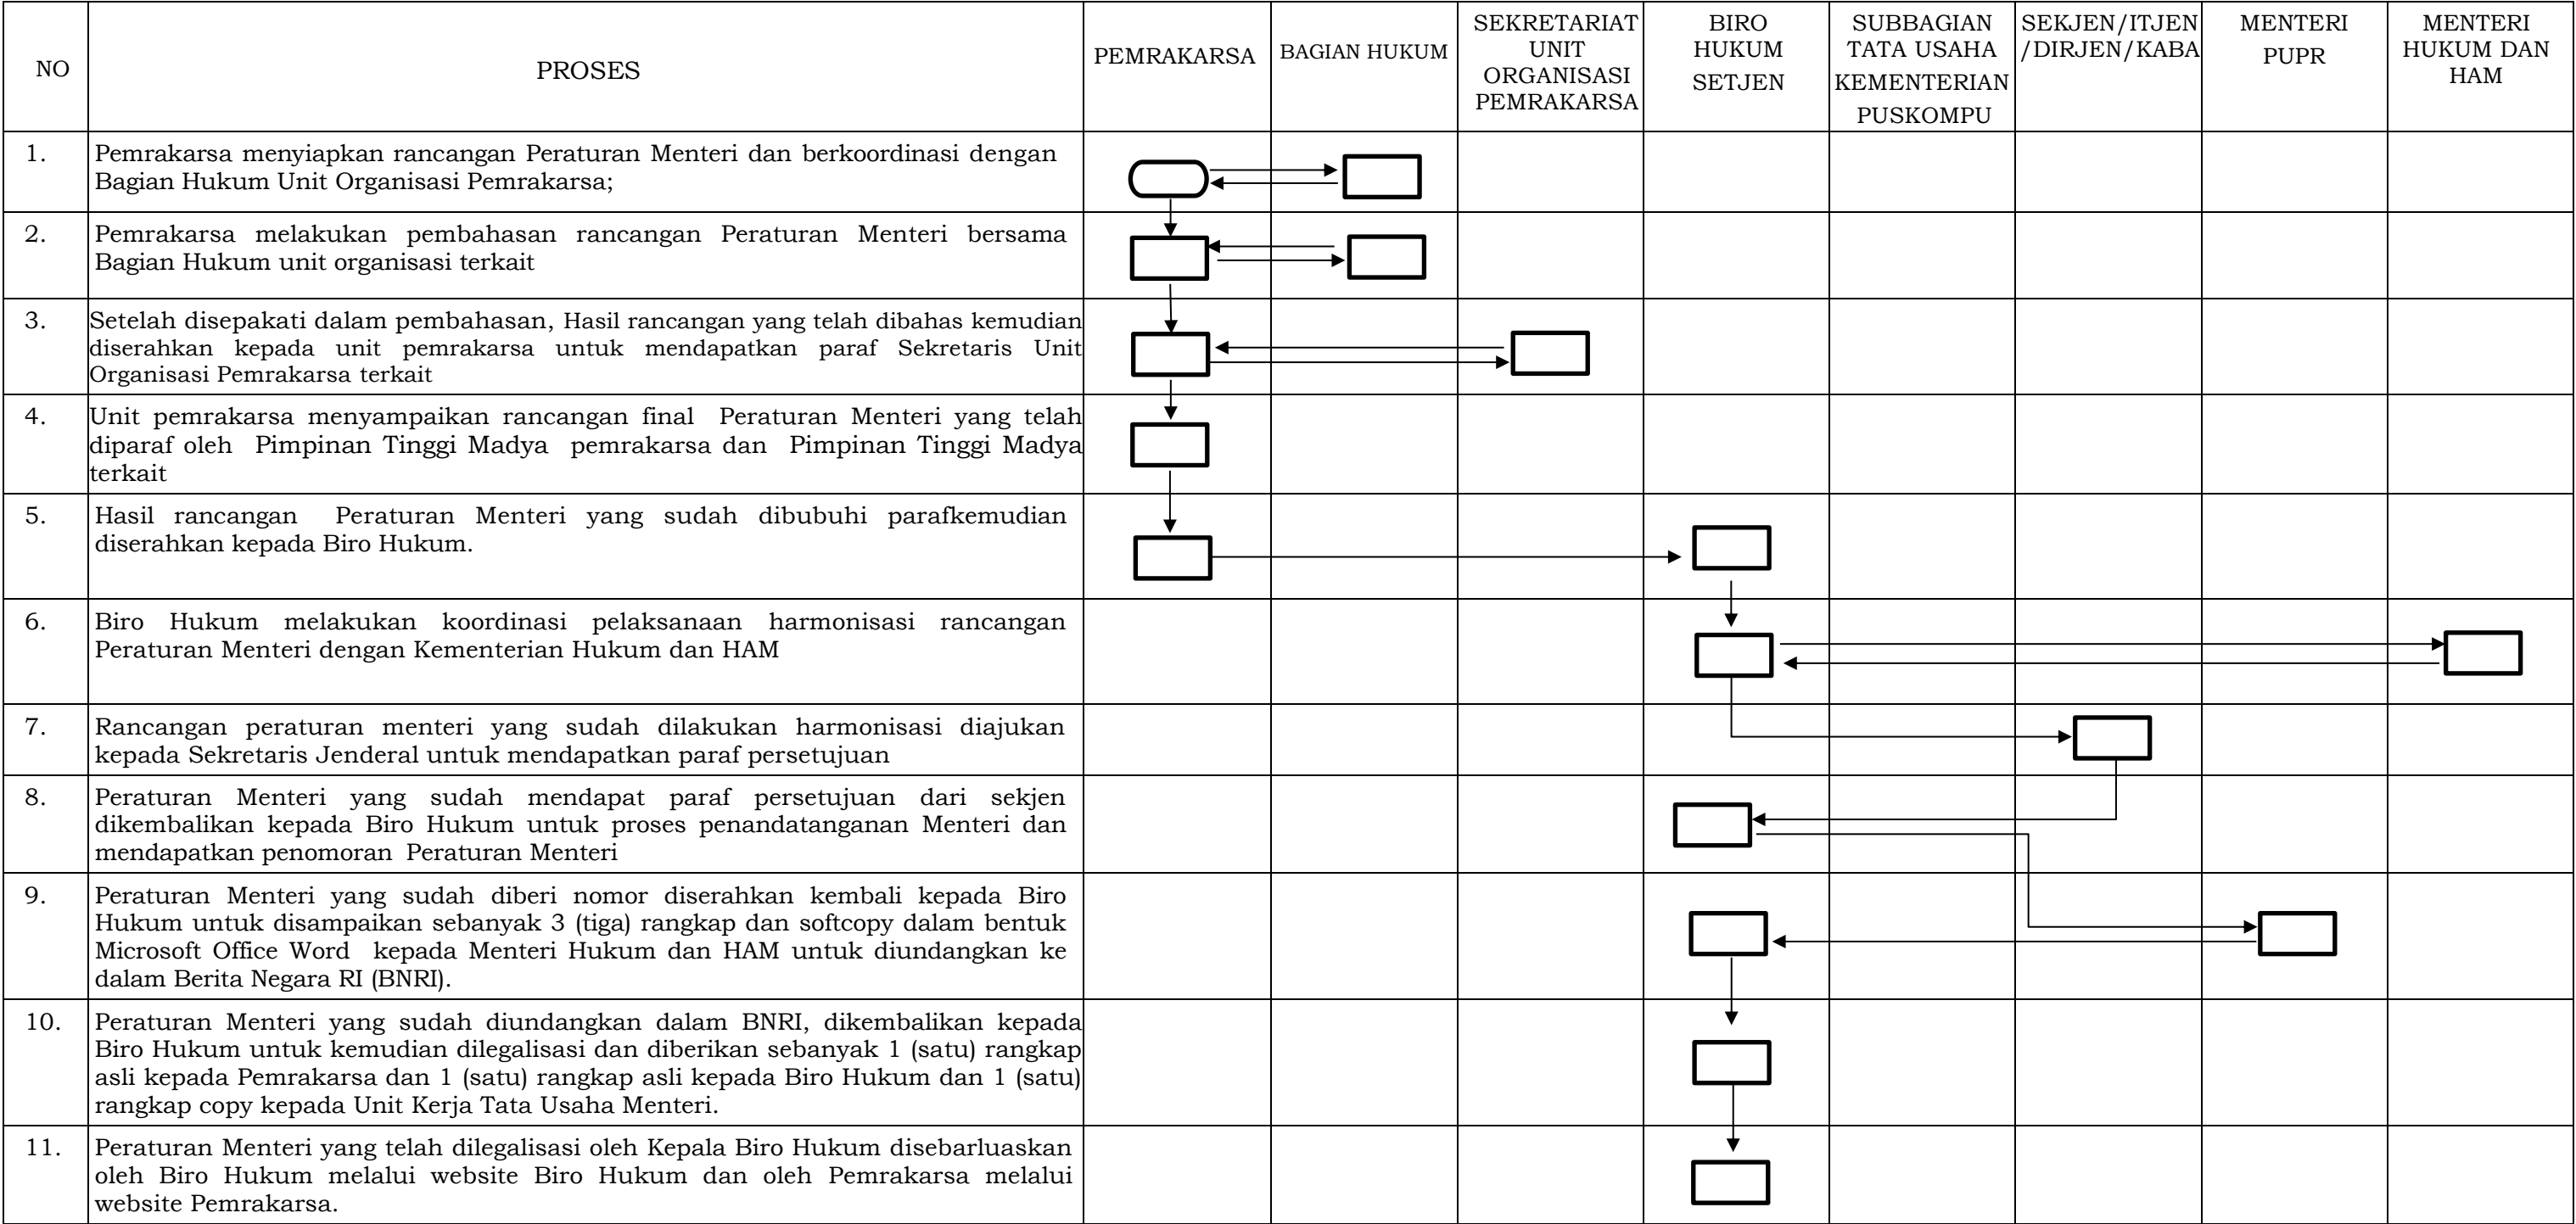 NO
PROSES
PEMRAKARSA
BAGIAN HUKUM
SEKRETARIAT
UNIT
ORGANISASI
PEMRAKARSA
BIRO
HUKUM
SETJEN
SUBBAGIAN
TATA USAHA
KEMENTERIAN
PUSKOMPU
SEKJEN/ITJEN
/DIRJEN/KABA
MENTERI
PUPR
MENTERI
HUKUM DAN
HAM
1.
Pemrakarsa menyiapkan rancangan Peraturan Menteri dan berkoordinasi dengan
Bagian Hukum Unit Organisasi Pemrakarsa;
2.
Pemrakarsa melakukan pembahasan rancangan Peraturan Menteri bersama
Bagian Hukum unit organisasi terkait
3.
Setelah disepakati dalam pembahasan, Hasil rancangan yang telah dibahas kemudian
diserahkan kepada unit pemrakarsa untuk mendapatkan paraf Sekretaris Unit
Organisasi Pemrakarsa terkait
4.
Unit pemrakarsa menyampaikan rancangan final Peraturan Menteri yang telah
diparaf oleh Pimpinan Tinggi Madya pemrakarsa dan Pimpinan Tinggi Madya
terkait
5.
Hasil rancangan Peraturan Menteri yang sudah dibubuhi parafkemudian
diserahkan kepada Biro Hukum.
6.
Biro Hukum melakukan koordinasi pelaksanaan harmonisasi rancangan
Peraturan Menteri dengan Kementerian Hukum dan HAM
7.
Rancangan peraturan menteri yang sudah dilakukan harmonisasi diajukan
kepada Sekretaris Jenderal untuk mendapatkan paraf persetujuan
8.
Peraturan Menteri yang sudah mendapat paraf persetujuan dari sekjen
dikembalikan kepada Biro Hukum untuk proses penandatanganan Menteri dan
mendapatkan penomoran Peraturan Menteri
9.
Peraturan Menteri yang sudah diberi nomor diserahkan kembali kepada Biro
Hukum untuk disampaikan sebanyak 3 (tiga) rangkap dan softcopy dalam bentuk
Microsoft Office Word kepada Menteri Hukum dan HAM untuk diundangkan ke
dalam Berita Negara RI (BNRI).
10.
Peraturan Menteri yang sudah diundangkan dalam BNRI, dikembalikan kepada
Biro Hukum untuk kemudian dilegalisasi dan diberikan sebanyak 1 (satu) rangkap
asli kepada Pemrakarsa dan 1 (satu) rangkap asli kepada Biro Hukum dan 1 (satu)
rangkap copy kepada Unit Kerja Tata Usaha Menteri.
11.
Peraturan Menteri yang telah dilegalisasi oleh Kepala Biro Hukum disebarluaskan
oleh Biro Hukum melalui website Biro Hukum dan oleh Pemrakarsa melalui
website Pemrakarsa.